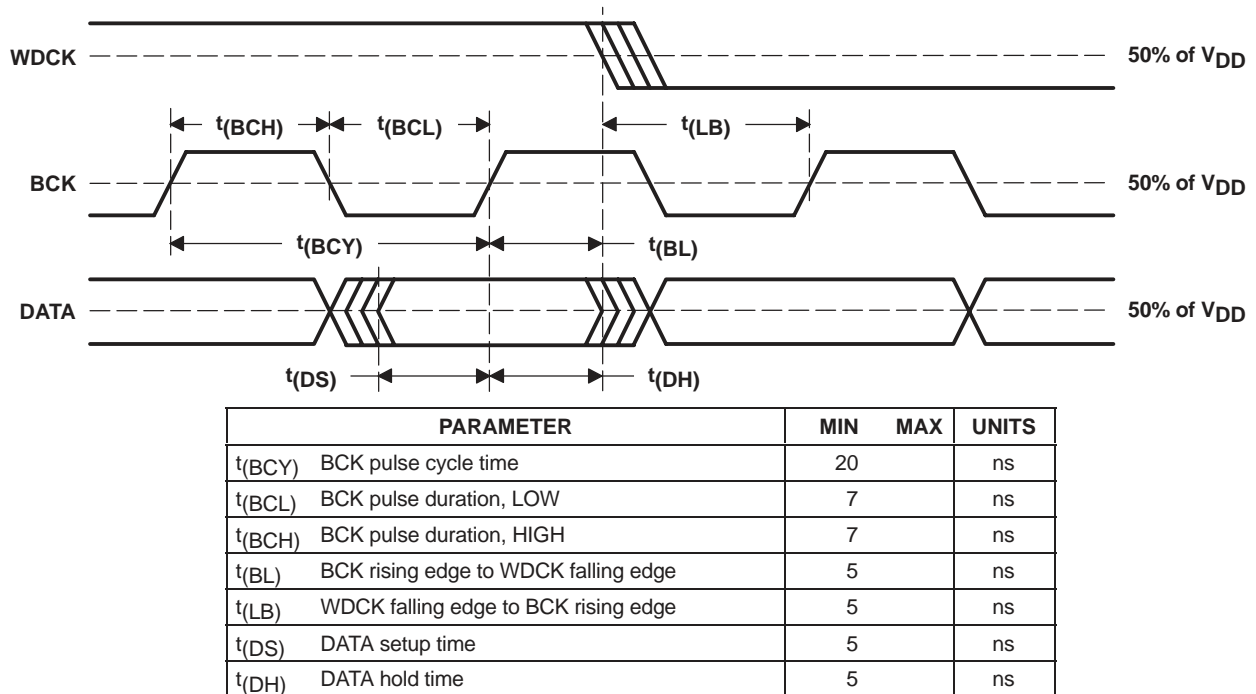 WDCK 50% of VDD
t(BCH) t(BCL) t(LB)
BCK 50% of VDD
t(BCY) t(BL)
DATA 50% of VDD
t(DS) t(DH)
PARAMETER MIN MAX UNITS
t(BCY) BCK pulse cycle time 20 ns
t(BCL) BCK pulse duration, LOW 7 ns
t(BCH) BCK pulse duration, HIGH 7 ns
t(BL) BCK rising edge to WDCK falling edge 5 ns
t(LB) WDCK falling edge to BCK rising edge 5 ns
t(DS) DATA setup time 5 ns
t(DH) DATA hold time 5 ns